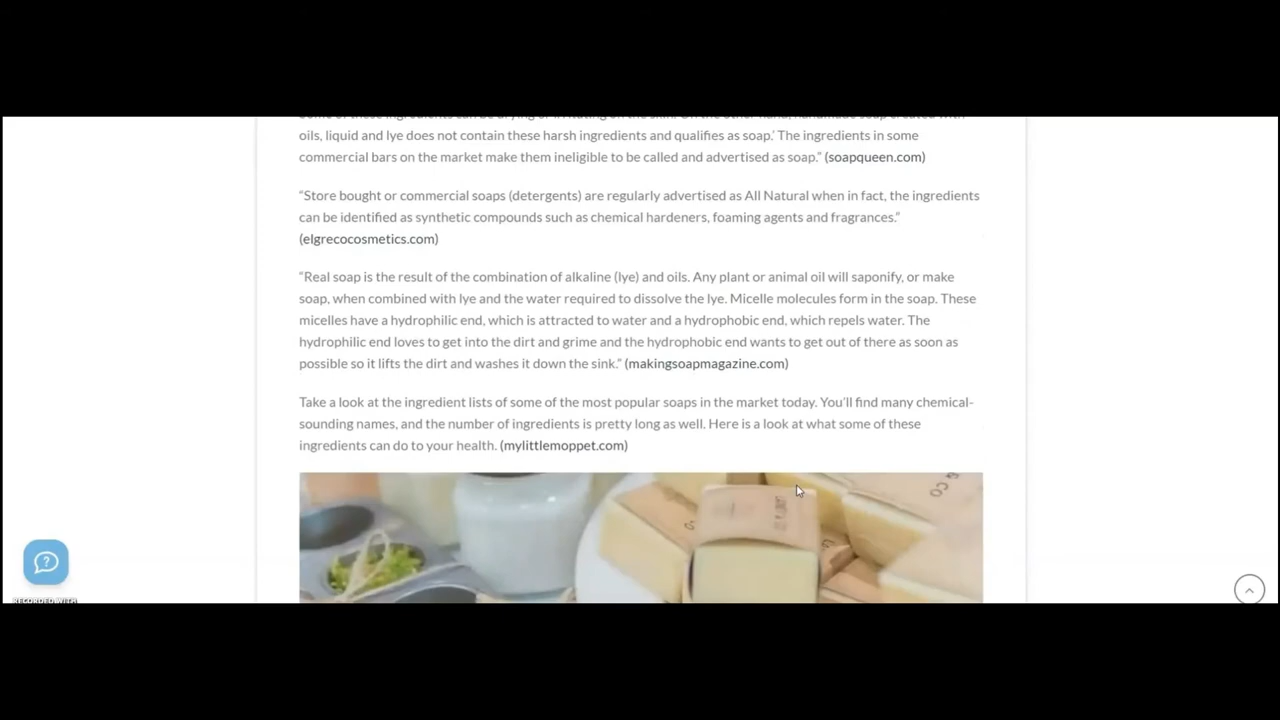 oils, liquid and lye does not contain these harsh ingredients and qualifies as soap.’ The ingredients in some
commercial bars on the market make them ineligible to be called and advertised as soap.” (soapqueen.com)
“Store bought or commercial soaps (detergents) are regularly advertised as All Natural when in fact, the ingredients
can be identified as synthetic compounds such as chemical hardeners, foaming agents and fragrances.”
(elgrecocosmetics.com)
“Real soap is the result of the combination of alkaline (lye) and oils. Any plant or animal oil will saponify, or make
soap, when combined with lye and the water required to dissolve the lye. Micelle molecules form in the soap. These
micelles have a hydrophilic end, which is attracted to water and a hydrophobic end, which repels water. The
hydrophilic end loves to get into the dirt and grime and the hydrophobic end wants to get out of there as soon as
possible so it lifts the dirt and washes it down the sink.” (makingsoapmagazine.com)
Take a look at the ingredient lists of some of the most popular soaps in the market today. You’ll find many chemical-
sounding names, and the number of ingredients is pretty long as well. Here is a look at what some of these
ingredients can do to your health. (mylittlemoppet.com)
& CO
RECORDED WITH